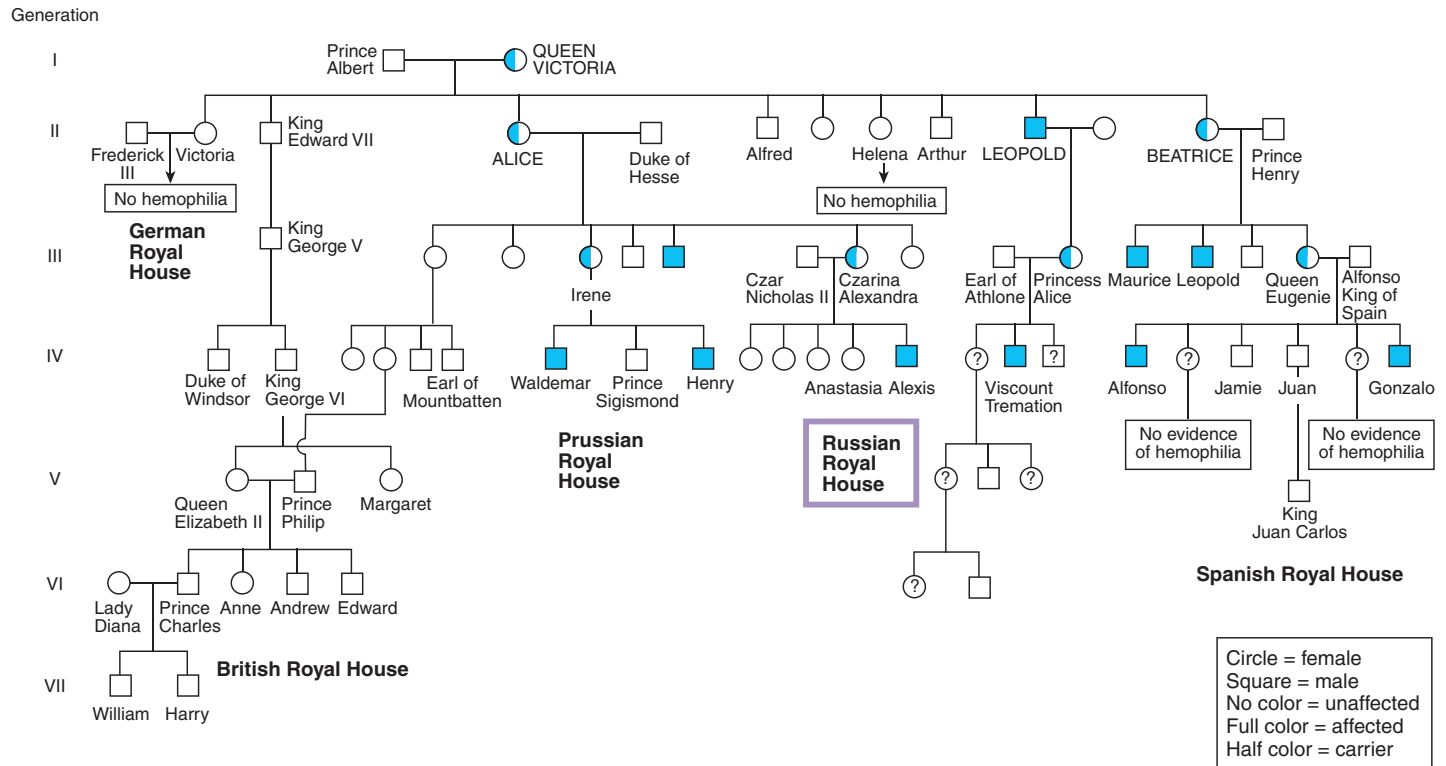 Generation
I
Prince
Albert
QUEEN
VICTORIA
II
Frederick
III
Victoria
No hemophilia
German
Royal
House
King
Edward VII
ALICE
Duke of
Hesse
Alfred
Helena
Arthur
No hemophilia
LEOPOLD
BEATRICE
Prince
Henry
III
King
George V
Irene
Czar
Nicholas II
Czarina
Alexandra
Earl of
Athlone
Princess
Alice
Maurice
Leopold
Queen
Eugenie
Alfonso
King of
Spain
IV
Duke of
Windsor
King
George VI
Earl of
Mountbatten
Waldemar
Prince
Sigismond
Henry
Anastasia
Alexis
?
Viscount
Tremation
?
Alfonso
?
Jamie
Juan
?
Gonzalo
No evidence
of hemophilia
No evidence
of hemophilia
Prussian
Royal
House
Russian
Royal
House
V
Queen
Elizabeth II
Prince
Philip
Margaret
?
?
King
Juan Carlos
VI
Lady
Diana
Prince
Charles
Anne
Andrew
Edward
?
Spanish Royal House
British Royal House
VII
William
Harry
Circle = female
Square = male
No color = unaffected
Full color = affected
Half color = carrier